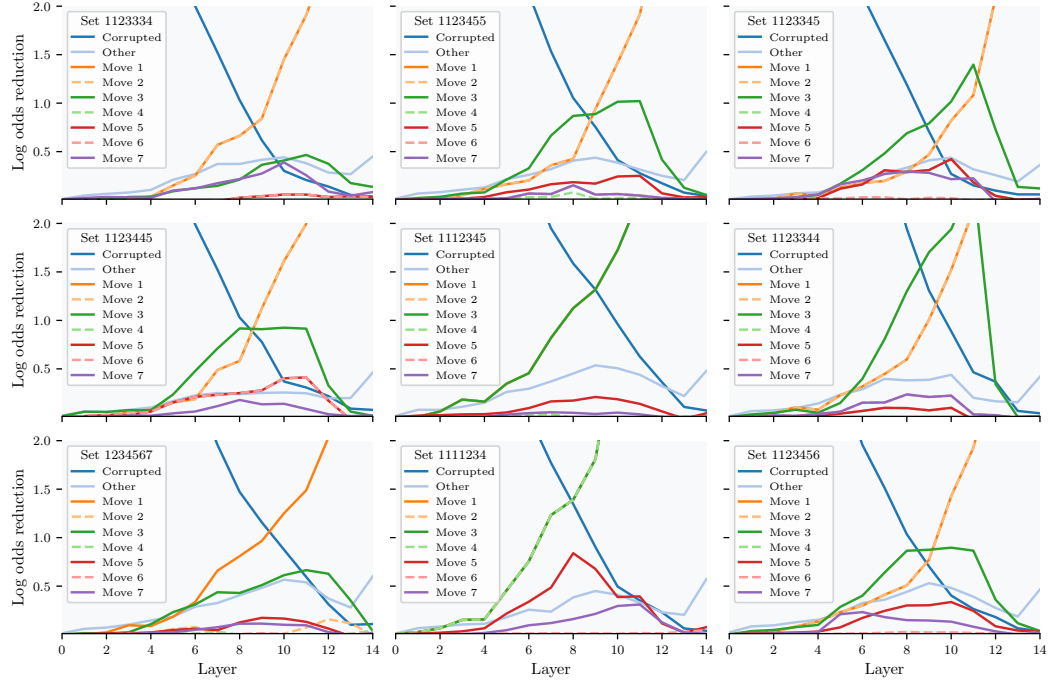 Set 1123334
Corrupted
Other
Move 1
Move 2
Move 3
Move 4
Move 5
Move 6
Move 7
2.0
1.5
1.0
0.5
Log odds reduction
Set 1123455
Corrupted
Other
Move 1
Move 2
Move 3
Move 4
Move 5
Move 6
Move 7
Set 1123345
Corrupted
Other
Move 1
Move 2
Move 3
Move 4
Move 5
Move 6
Move 7
Set 1123445
Corrupted
Other
Move 1
Move 2
Move 3
Move 4
Move 5
Move 6
Move 7
2.0
1.5
1.0
0.5
Log odds reduction
Set 1112345
Corrupted
Other
Move 1
Move 2
Move 3
Move 4
Move 5
Move 6
Move 7
Set 1123344
Corrupted
Other
Move 1
Move 2
Move 3
Move 4
Move 5
Move 6
Move 7
Set 1234567
Corrupted
Other
Move 1
Move 2
Move 3
Move 4
Move 5
Move 6
Move 7
2.0
1.5
1.0
0.5
Log odds reduction
0 2 4 6 8 10 12 14
Layer
Set 1111234
Corrupted
Other
Move 1
Move 2
Move 3
Move 4
Move 5
Move 6
Move 7
0 2 4 6 8 10 12 14
Layer
Set 1123456
Corrupted
Other
Move 1
Move 2
Move 3
Move 4
Move 5
Move 6
Move 7
0 2 4 6 8 10 12 14
Layer